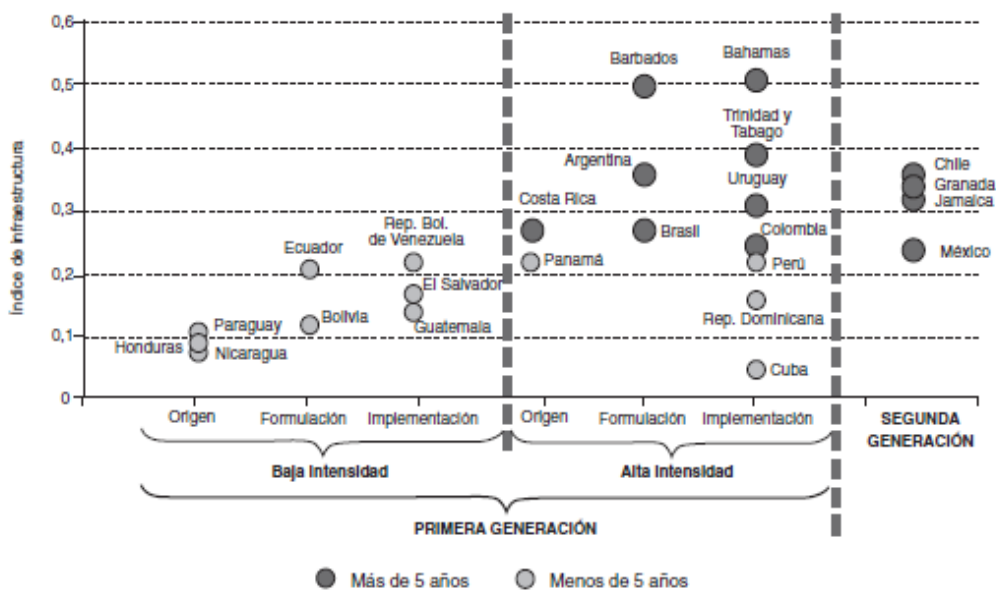 Índice de infraestructura
0,6
0,5
0,4
0,3
0,2
0,1
0
Barbados
Bahamas
Trinidad y
Tabago
Argentina
Uruguay
Costa Rica
Chile
Granada
Jamaica
Rep. Bol.
de Venezuela
Ecuador
Brasil
Colombia
México
Panamá
Perú
El Salvador
Bolivia
Guatemala
Rep. Dominicana
Paraguay
Honduras
Nicaragua
Cuba
Origen
Formulación
Implementación
Origen
Formulación
Implementación
SEGUNDA
GENERACIÓN
Baja Intensidad
Alta Intensidad
PRIMERA GENERACIÓN
Más de 5 años
Menos de 5 años